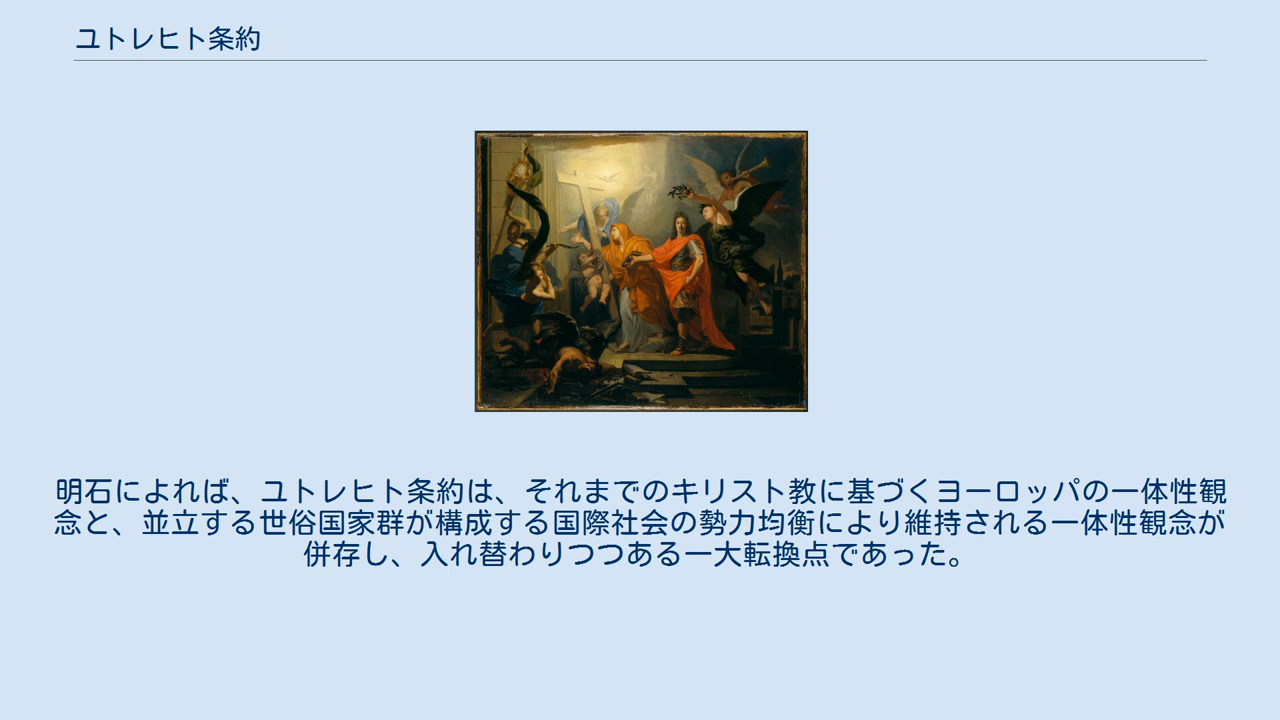 ユトレヒト条約
明石によれば、ユトレヒト条約は、それまでのキリスト教に基づくヨーロッパの一体性観
念と、並立する世俗国家群が構成する国際社会の勢力均衡により維持される一体性観念が
併存し、入れ替わりつつある一大転換点であった。